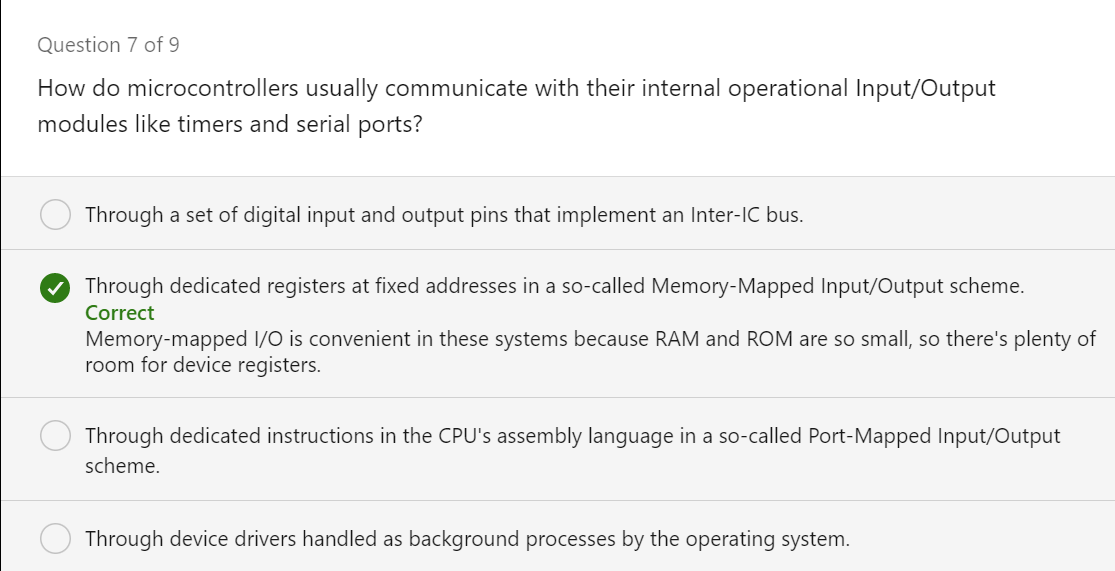 Question 7 of 9
How do microcontrollers usually communicate with their internal operational Input/Output
modules like timers and serial ports?
Through a set of digital input and output pins that implement an Inter-IC bus.
Through dedicated registers at fixed addresses in a so-called Memory-Mapped Input/Output scheme.
Correct
Memory-mapped I/O is convenient in these systems because RAM and ROM are so small, so there's plenty of
room for device registers.
Through dedicated instructions in the CPU's assembly language in a so-called Port-Mapped Input/Output
scheme.
Through device drivers handled as background processes by the operating system.